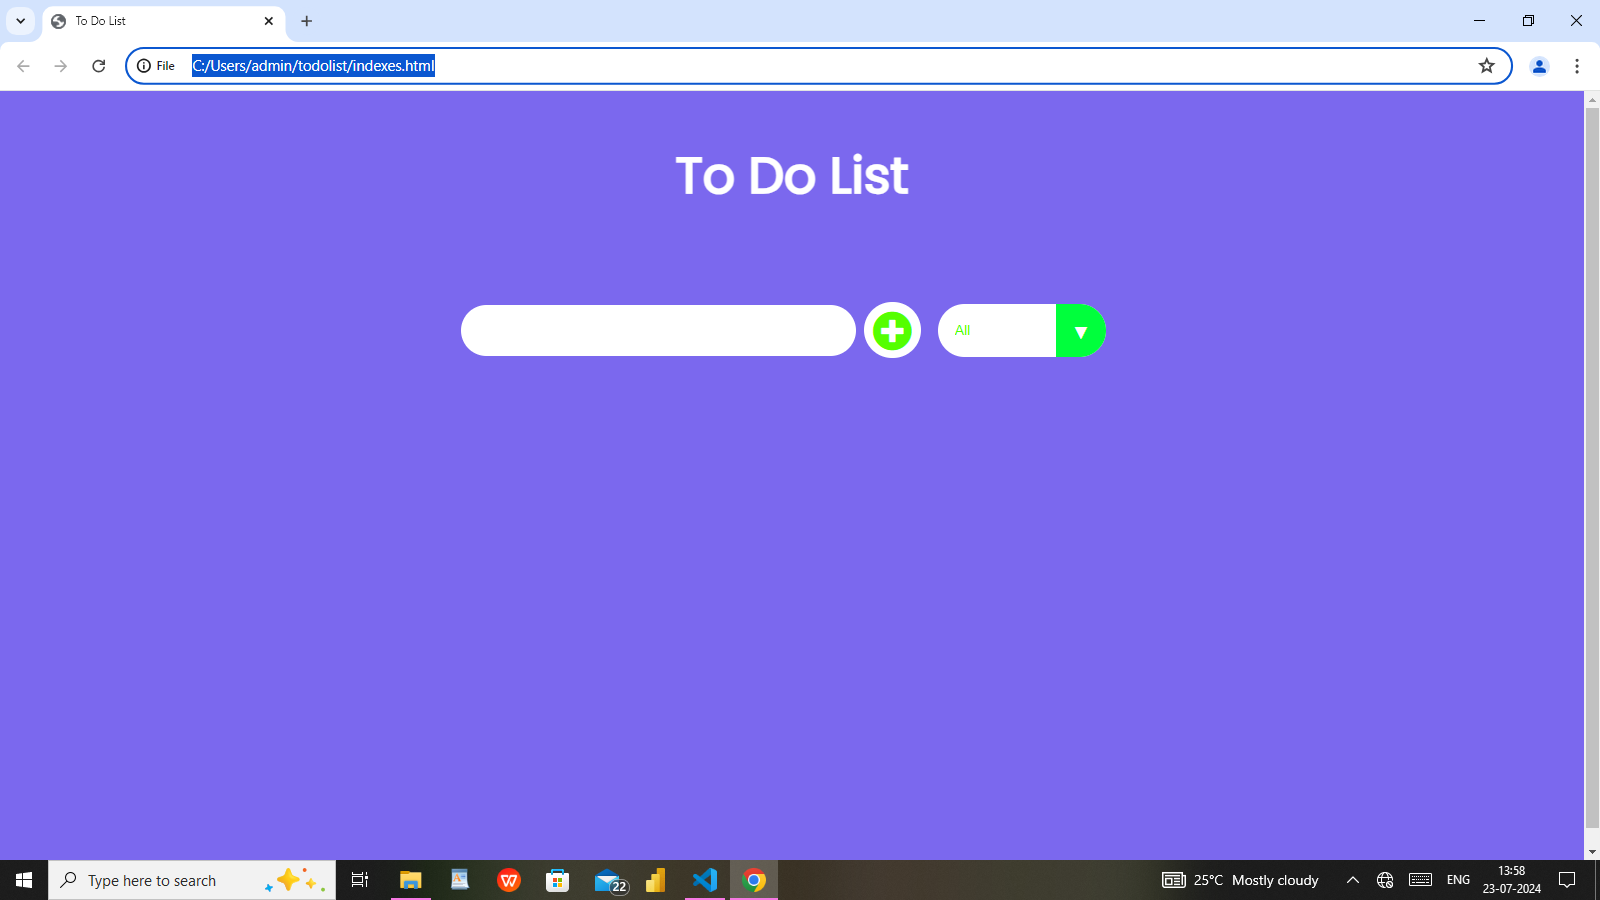 To Do List
File
C:/Users/admin/todolist/indexes.html
To Do List
All
Type here to search
22
25°C Mostly cloudy
ENG
13:58
23-07-2024